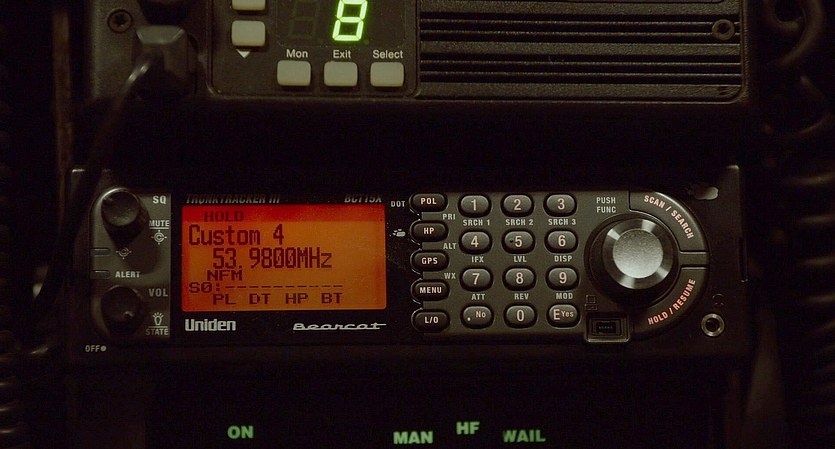 8
Mon Exit Select
TRUNKTRACKER III BCT15X
SQ
MUTE
ALERT
VOL
STATE
OFF
HOLD
Custom 4
53.9800MHz
NFM
S0:----------
PL DT HP BT
Uniden Bearcat
DOT POL 1 2 3
PRI SRCH 1 SRCH 2 SRCH 3
HP 4 5 6
ALT IFX LVL DISP
GPS 7 8 9
WX ATT REV MOD
MENU
L/O . No 0 E Yes
PUSH
FUNC
SCAN / SEARCH
HOLD / RESUME
ON MAN HF WAIL